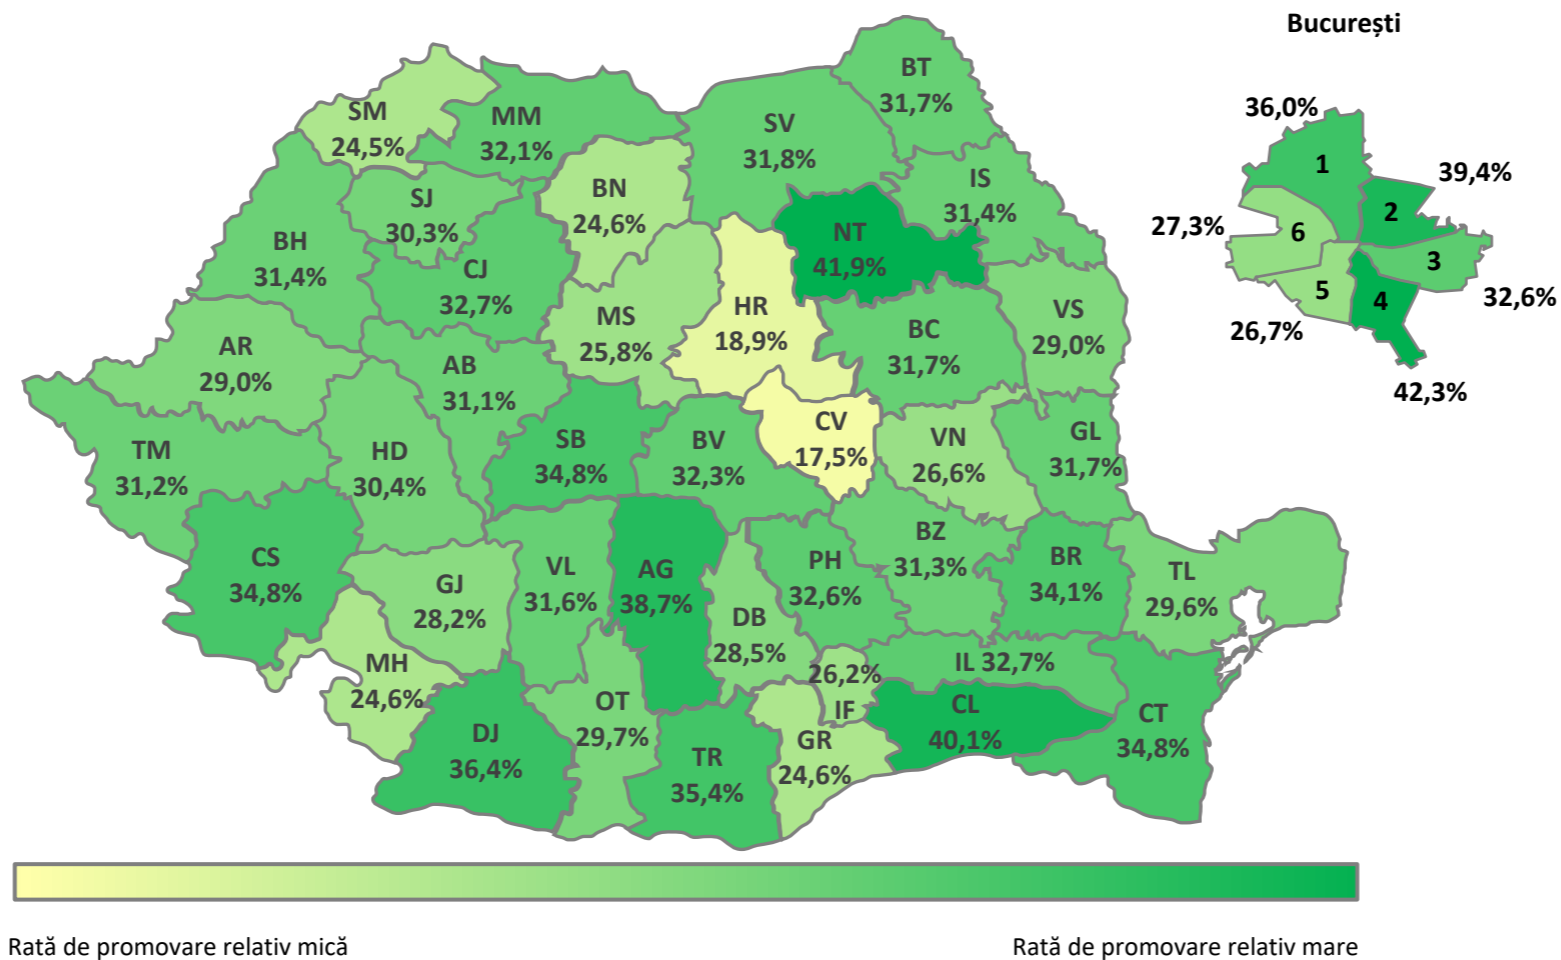 București
BT
31,7%
SM
24,5%
MM
32,1%
SV
31,8%
36,0%
1
39,4%
2
27,3%
6
3
32,6%
5
4
26,7%
42,3%
SJ
30,3%
BN
24,6%
IS
31,4%
BH
31,4%
CJ
32,7%
NT
41,9%
MS
25,8%
HR
18,9%
BC
31,7%
VS
29,0%
AR
29,0%
AB
31,1%
TM
31,2%
HD
30,4%
SB
34,8%
BV
32,3%
CV
17,5%
VN
26,6%
GL
31,7%
CS
34,8%
GJ
28,2%
VL
31,6%
AG
38,7%
DB
28,5%
PH
32,6%
BZ
31,3%
BR
34,1%
TL
29,6%
MH
24,6%
DJ
36,4%
OT
29,7%
TR
35,4%
GR
24,6%
26,2%
IF
IL 32,7%
CL
40,1%
CT
34,8%
Rată de promovare relativ mică
Rată de promovare relativ mare